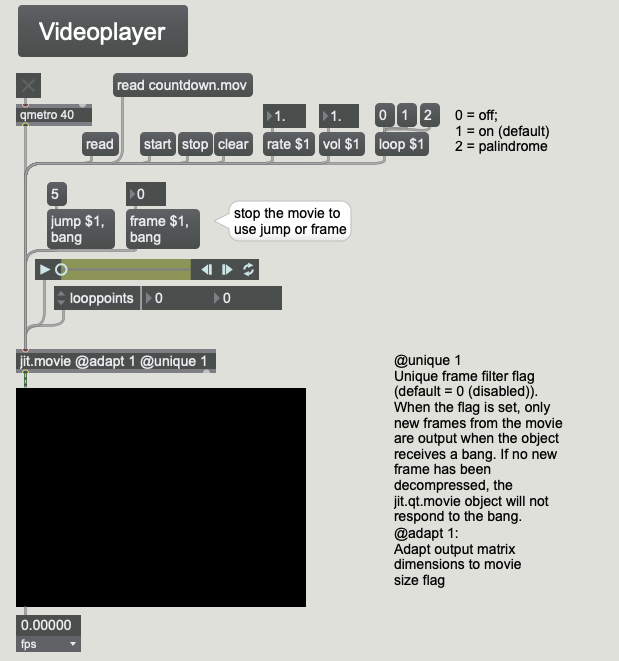 Videoplayer
read countdown.mov
qmetro 40
1.
1.
0
1
2
0 = off;
1 = on (default)
2 = palindrome
read
start
stop
clear
rate $1
vol $1
loop $1
5
0
jump $1,
bang
frame $1,
bang
stop the movie to
use jump or frame
looppoints
0
0
jit.movie @adapt 1 @unique 1
@unique 1
Unique frame filter flag
(default = 0 (disabled)).
When the flag is set, only
new frames from the movie
are output when the object
receives a bang. If no new
frame has been
decompressed, the
jit.qt.movie object will not
respond to the bang.
@adapt 1:
Adapt output matrix
dimensions to movie
size flag
0.00000
fps